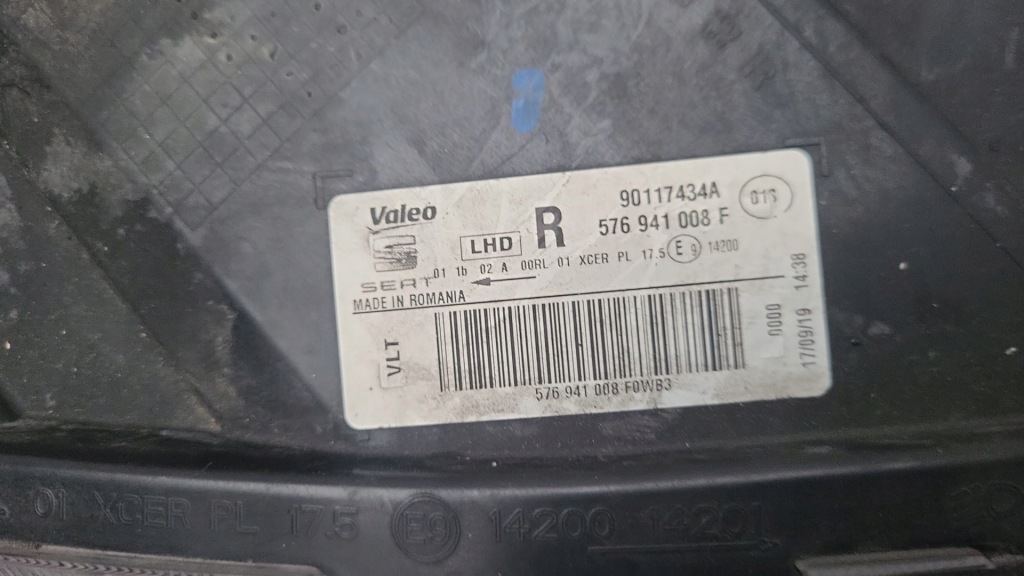 Valeo
90117434A
LHD R 576 941 008 F
SEAT
01 1b 02 A 00RL 01 XCER PL 17.5 E9 14200
MADE IN ROMANIA
VLT
576 941 008 F0WB3
0000
17/09/19 14:38
01 XCER PL 17.5 E9 14200 14201